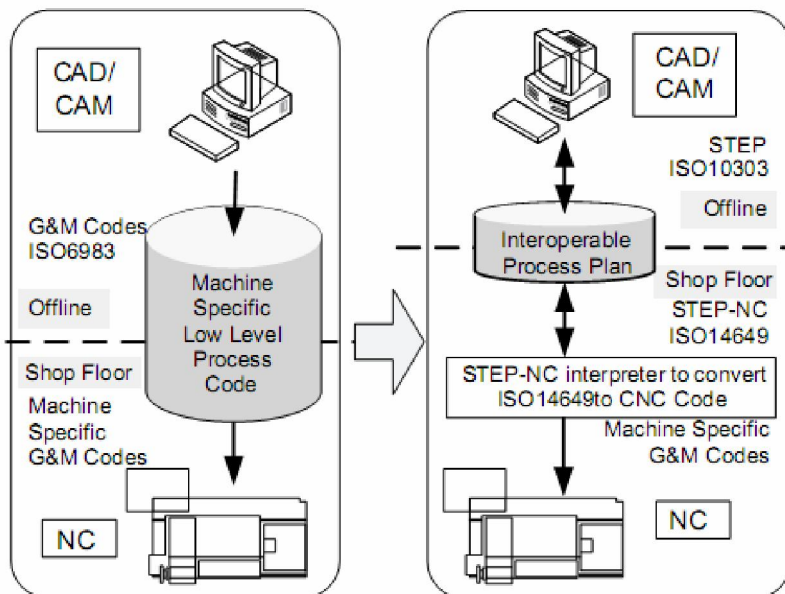 CAD/
CAM
G&M Codes
ISO6983
Offline
Machine
Specific
Low Level
Process
Code
Shop Floor
Machine
Specific
G&M Codes
NC
CAD/
CAM
STEP
ISO10303
Offline
Interoperable
Process Plan
Shop Floor
STEP-NC
ISO14649
STEP-NC interpreter to convert
ISO14649to CNC Code
Machine Specific
G&M Codes
NC